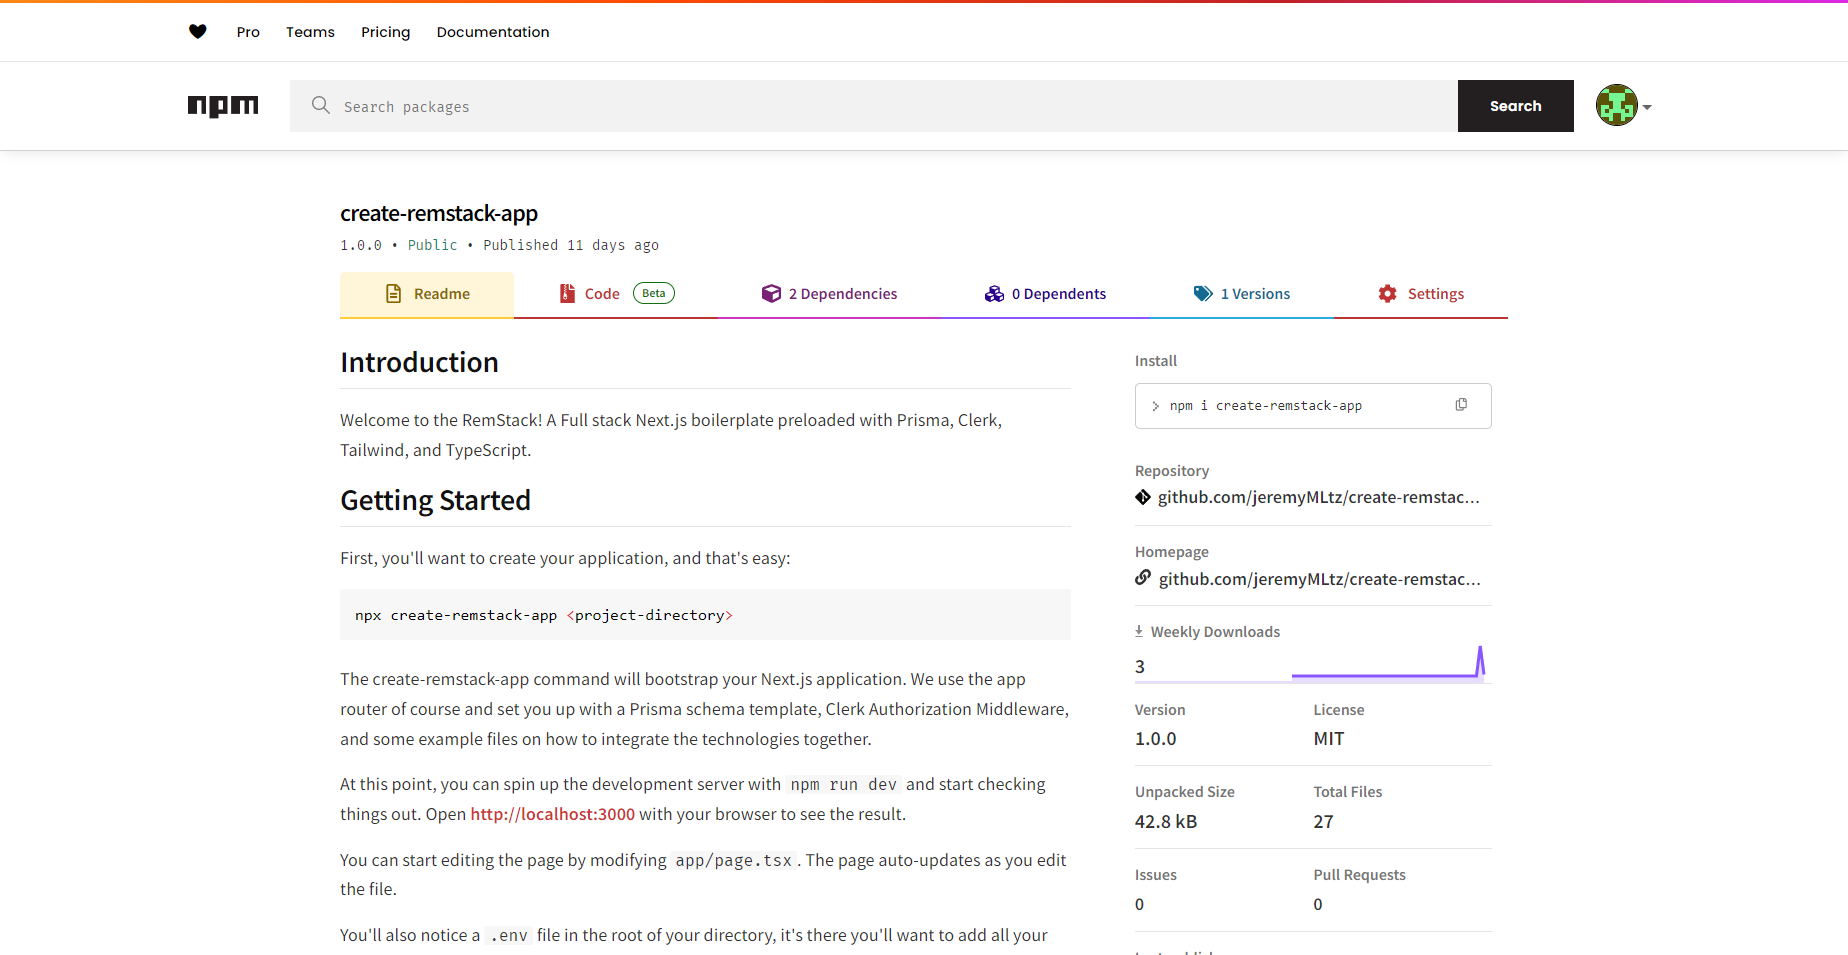 Pro Teams Pricing Documentation
npm
Search packages
Search
create-remstack-app
1.0.0 • Public • Published 11 days ago
Readme
Code Beta
2 Dependencies
0 Dependents
1 Versions
Settings
Introduction
Welcome to the RemStack! A Full stack Next.js boilerplate preloaded with Prisma, Clerk,
Tailwind, and TypeScript.
Getting Started
First, you'll want to create your application, and that's easy:
npx create-remstack-app <project-directory>
The create-remstack-app command will bootstrap your Next.js application. We use the app
router of course and set you up with a Prisma schema template, Clerk Authorization Middleware,
and some example files on how to integrate the technologies together.
At this point, you can spin up the development server with npm run dev and start checking
things out. Open http://localhost:3000 with your browser to see the result.
You can start editing the page by modifying app/page.tsx. The page auto-updates as you edit
the file.
You'll also notice a .env file in the root of your directory, it's there you'll want to add all your
Install
> npm i create-remstack-app
Repository
github.com/jeremyMLtz/create-remstac...
Homepage
github.com/jeremyMLtz/create-remstac...
Weekly Downloads
3
Version License
1.0.0 MIT
Unpacked Size Total Files
42.8 kB 27
Issues Pull Requests
0 0